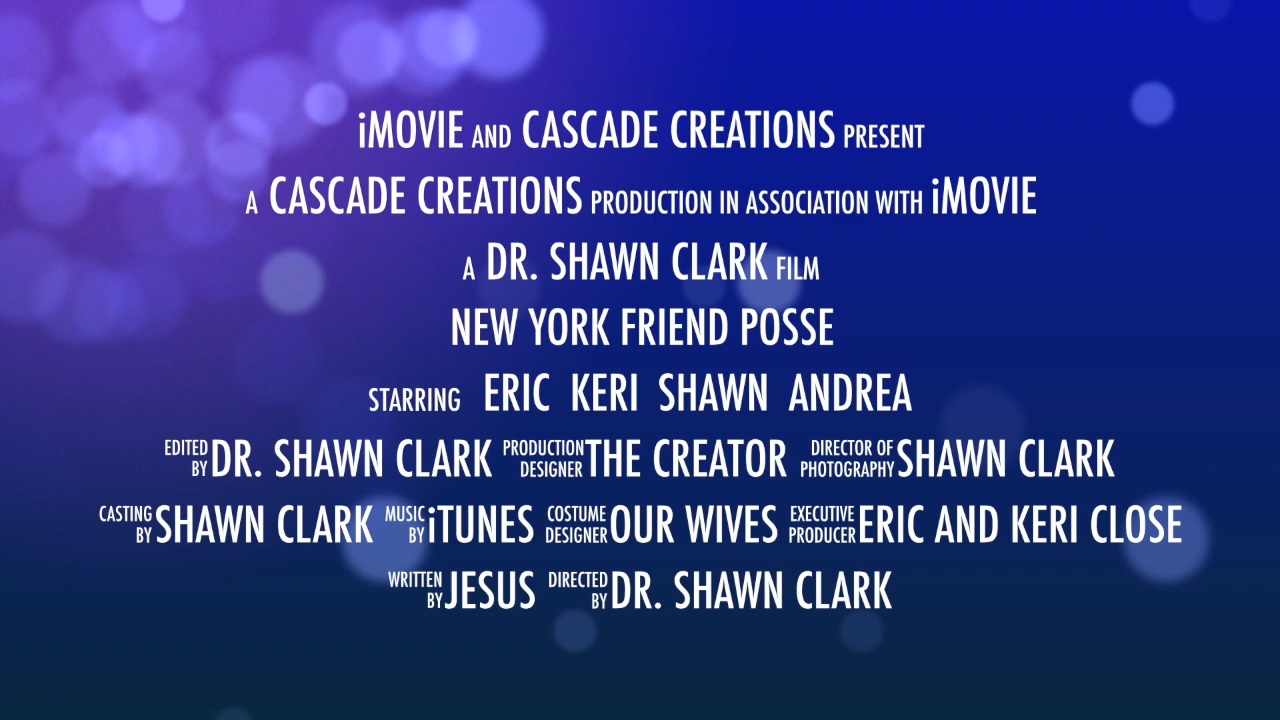 iMOVIE AND CASCADE CREATIONS PRESENT
A CASCADE CREATIONS PRODUCTION IN ASSOCIATION WITH iMOVIE
A DR. SHAWN CLARK FILM
NEW YORK FRIEND POSSE
STARRING ERIC KERI SHAWN ANDREA
EDITED BY DR. SHAWN CLARK PRODUCTION DESIGNER THE CREATOR DIRECTOR OF PHOTOGRAPHY SHAWN CLARK
CASTING BY SHAWN CLARK MUSIC BY iTUNES COSTUME DESIGNER OUR WIVES EXECUTIVE PRODUCER ERIC AND KERI CLOSE
WRITTEN BY JESUS DIRECTED BY DR. SHAWN CLARK